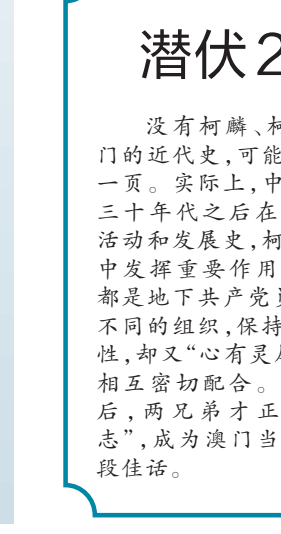 潜伏2
没有柯麟、柯
门的近代史,可能
一页。实际上,中
三十年代之后在
活动和发展史,柯
中发挥重要作用
都是地下共产党员
不同的组织,保持
性,却又“心有灵犀
相互密切配合。
后,两兄弟才正
志”,成为澳门当
段佳话。